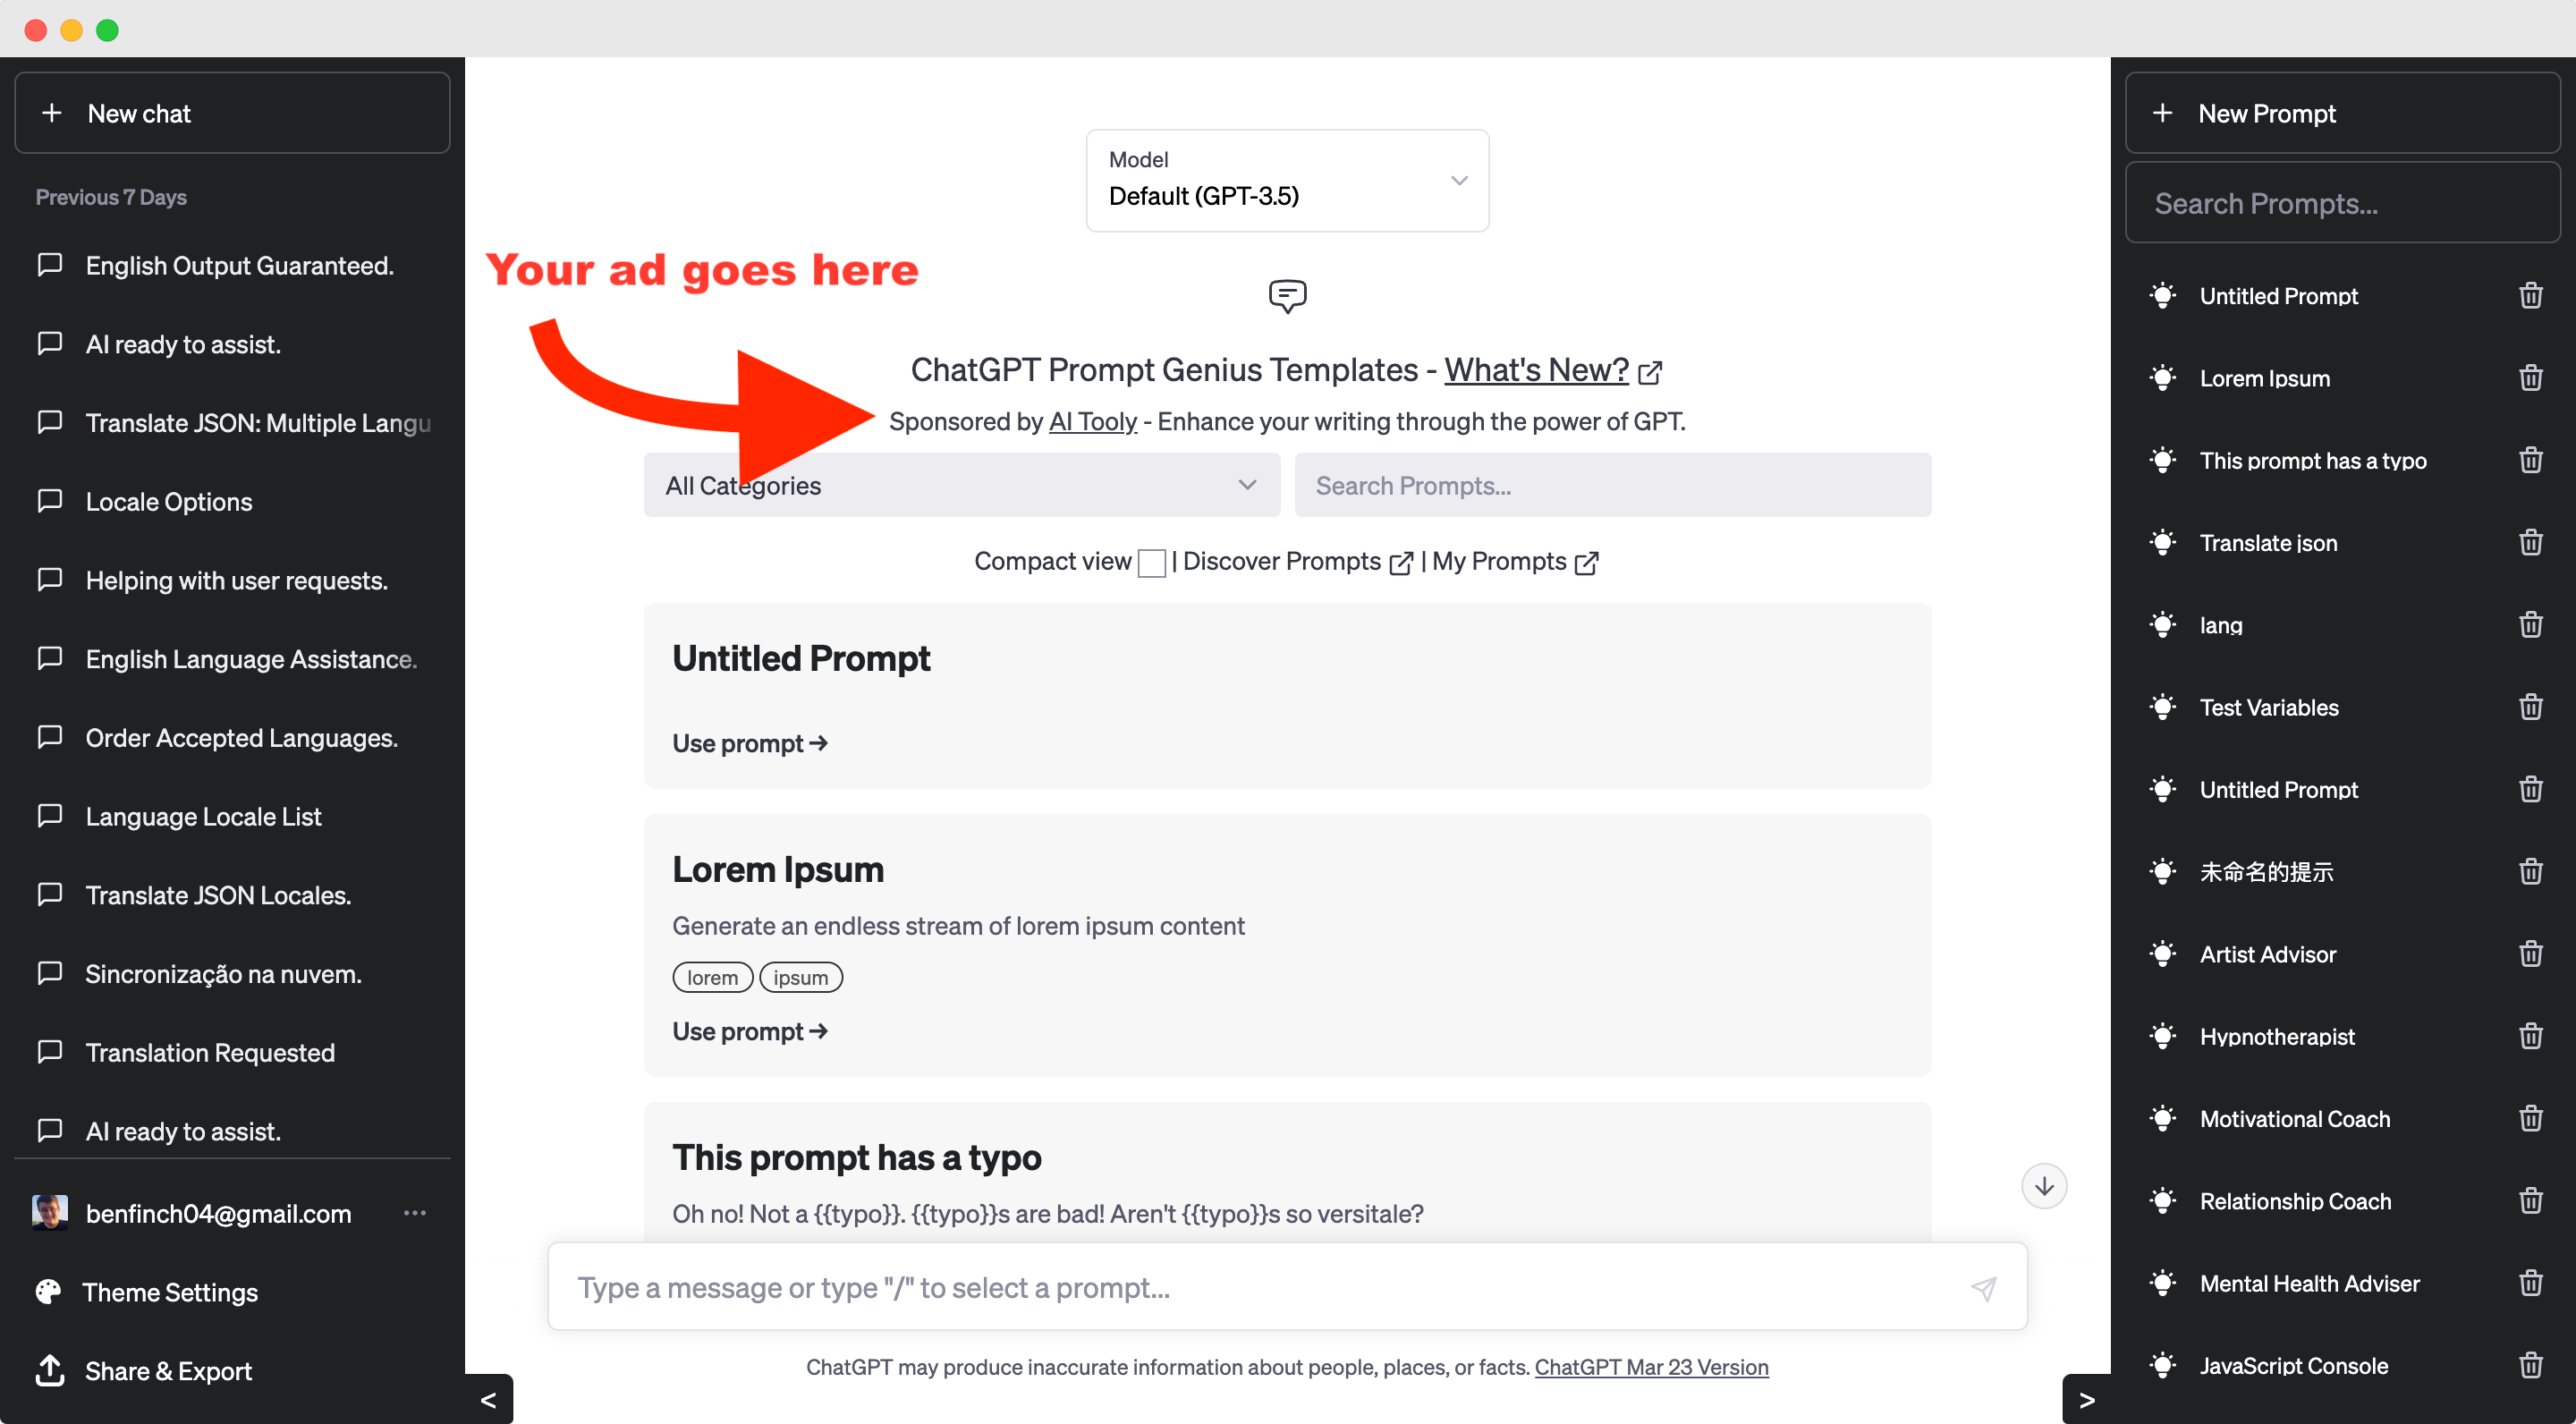 New chat
Previous 7 Days
English Output Guaranteed.
AI ready to assist.
Translate JSON: Multiple Langu
Locale Options
Helping with user requests.
English Language Assistance.
Order Accepted Languages.
Language Locale List
Translate JSON Locales.
Sincronização na nuvem.
Translation Requested
AI ready to assist.
benfinch04@gmail.com
Theme Settings
Share & Export
<
Model
Default (GPT-3.5)
Your ad goes here
ChatGPT Prompt Genius Templates - What's New?
Sponsored by AI Tooly - Enhance your writing through the power of GPT.
All Categories
Search Prompts...
Compact view | Discover Prompts | My Prompts
Untitled Prompt
Use prompt →
Lorem Ipsum
Generate an endless stream of lorem ipsum content
lorem ipsum
Use prompt →
This prompt has a typo
Oh no! Not a {{typo}}. {{typo}}s are bad! Aren't {{typo}}s so versitale?
Type a message or type "/" to select a prompt...
ChatGPT may produce inaccurate information about people, places, or facts. ChatGPT Mar 23 Version
New Prompt
Search Prompts...
Untitled Prompt
Lorem Ipsum
This prompt has a typo
Translate json
lang
Test Variables
Untitled Prompt
未命名的提示
Artist Advisor
Hypnotherapist
Motivational Coach
Relationship Coach
Mental Health Adviser
JavaScript Console
>